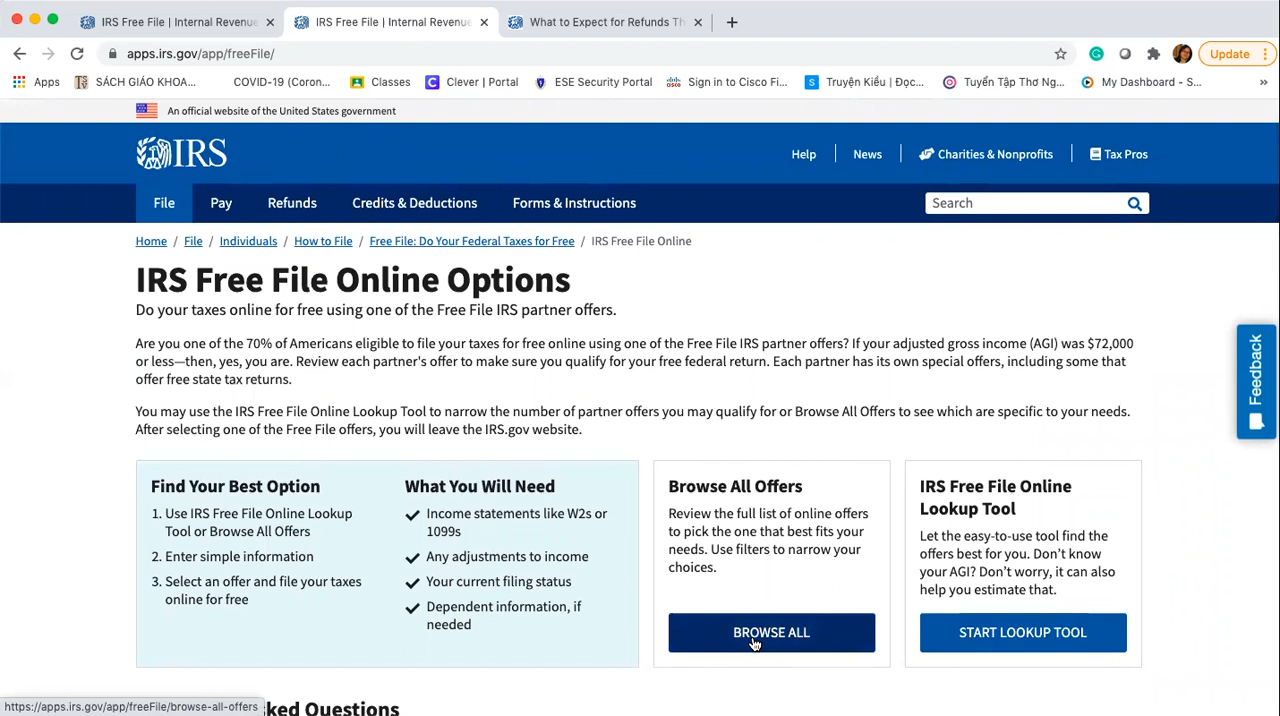 IRS Free File | Internal Revenue
IRS Free File | Internal Revenue
What to Expect for Refunds Th
apps.irs.gov/app/freeFile/
Update
Apps
SÁCH GIÁO KHOA...
COVID-19 (Coron...
Classes
Clever | Portal
ESE Security Portal
Sign in to Cisco Fi...
Truyện Kiều | Đọc...
Tuyển Tập Thơ Ng...
My Dashboard - S...
»
An official website of the United States government
IRS
Help
News
Charities & Nonprofits
Tax Pros
File
Pay
Refunds
Credits & Deductions
Forms & Instructions
Search
Home / File / Individuals / How to File / Free File: Do Your Federal Taxes for Free / IRS Free File Online
IRS Free File Online Options
Do your taxes online for free using one of the Free File IRS partner offers.
Are you one of the 70% of Americans eligible to file your taxes for free online using one of the Free File IRS partner offers? If your adjusted gross income (AGI) was $72,000
or less—then, yes, you are. Review each partner's offer to make sure you qualify for your free federal return. Each partner has its own special offers, including some that
offer free state tax returns.
You may use the IRS Free File Online Lookup Tool to narrow the number of partner offers you may qualify for or Browse All Offers to see which are specific to your needs.
After selecting one of the Free File offers, you will leave the IRS.gov website.
Feedback
Find Your Best Option
1. Use IRS Free File Online Lookup
Tool or Browse All Offers
2. Enter simple information
3. Select an offer and file your taxes
online for free
What You Will Need
Income statements like W2s or
1099s
Any adjustments to income
Your current filing status
Dependent information, if
needed
Browse All Offers
Review the full list of online offers
to pick the one that best fits your
needs. Use filters to narrow your
choices.
BROWSE ALL
IRS Free File Online
Lookup Tool
Let the easy-to-use tool find the
offers best for you. Don't know
your AGI? Don't worry, it can also
help you estimate that.
START LOOKUP TOOL
https://apps.irs.gov/app/freeFile/browse-all-offers
ked Questions